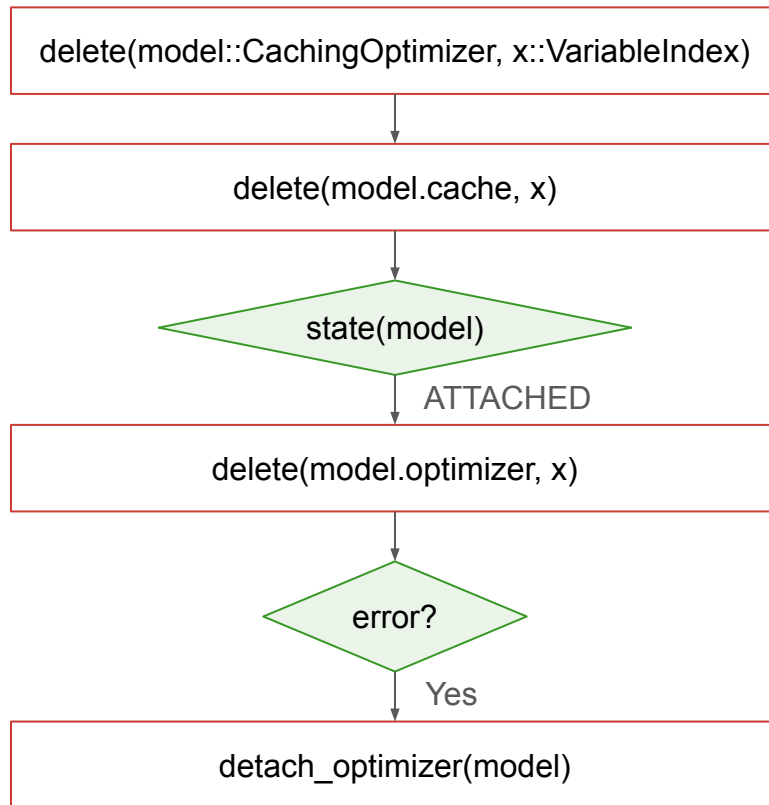 delete(model::CachingOptimizer, x::VariableIndex)
delete(model.cache, x)
state(model)
ATTACHED
delete(model.optimizer, x)
error?
Yes
detach_optimizer(model)